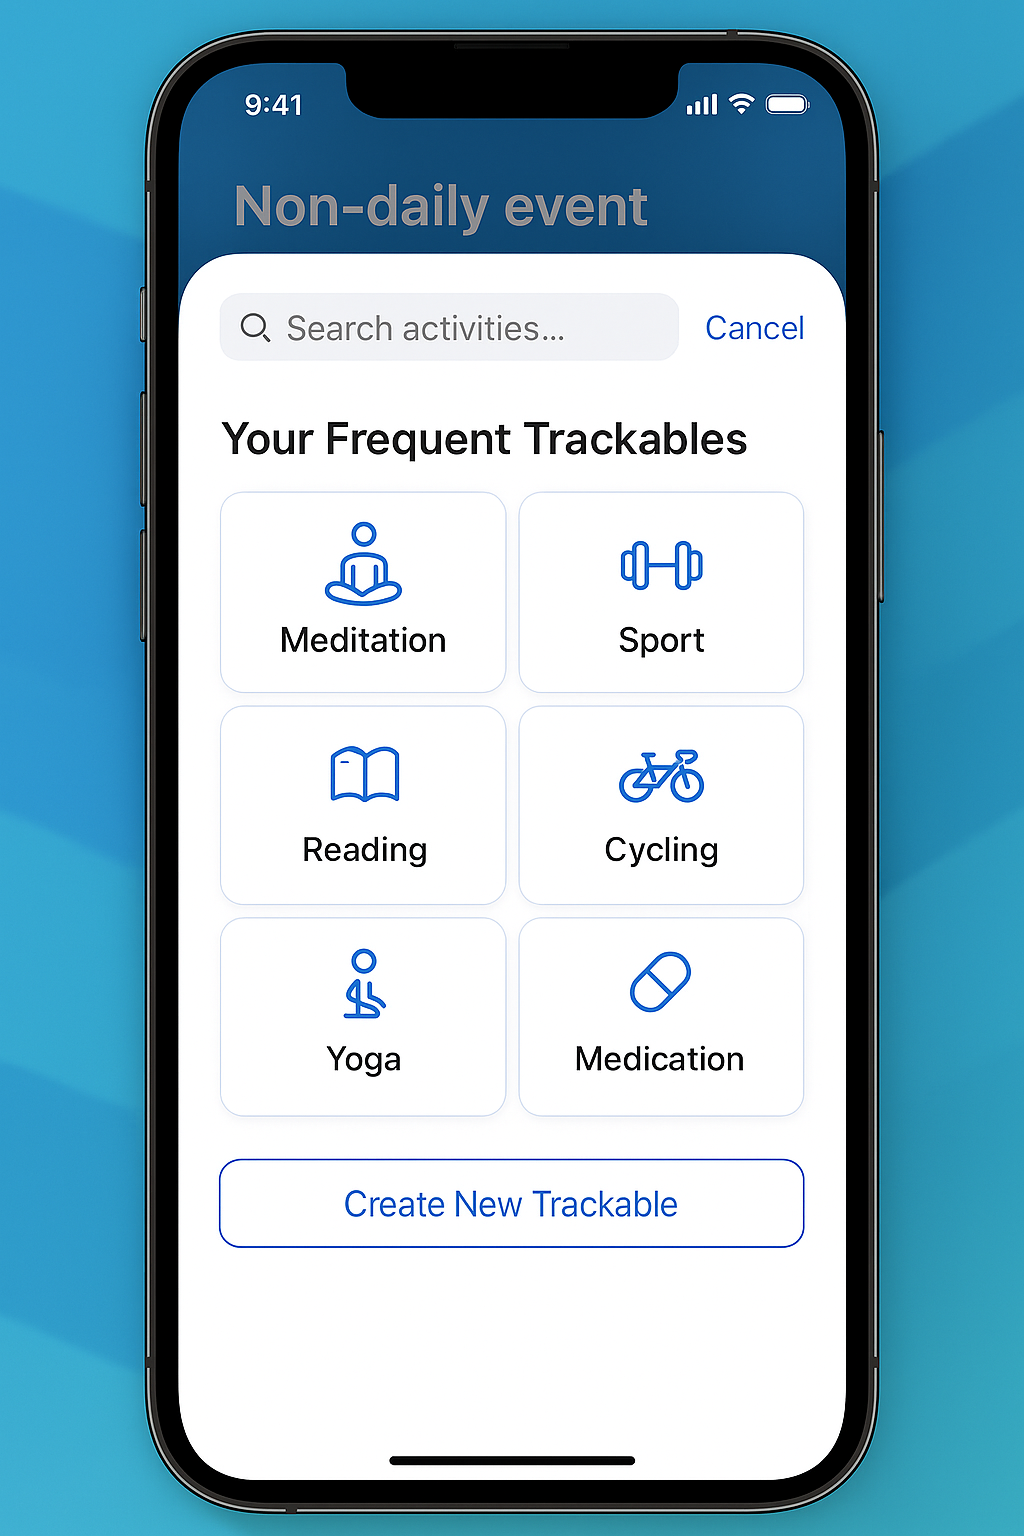 9:41
Non-daily event
Search activities...
Cancel
Your Frequent Trackables
Meditation
Sport
Reading
Cycling
Yoga
Medication
Create New Trackable